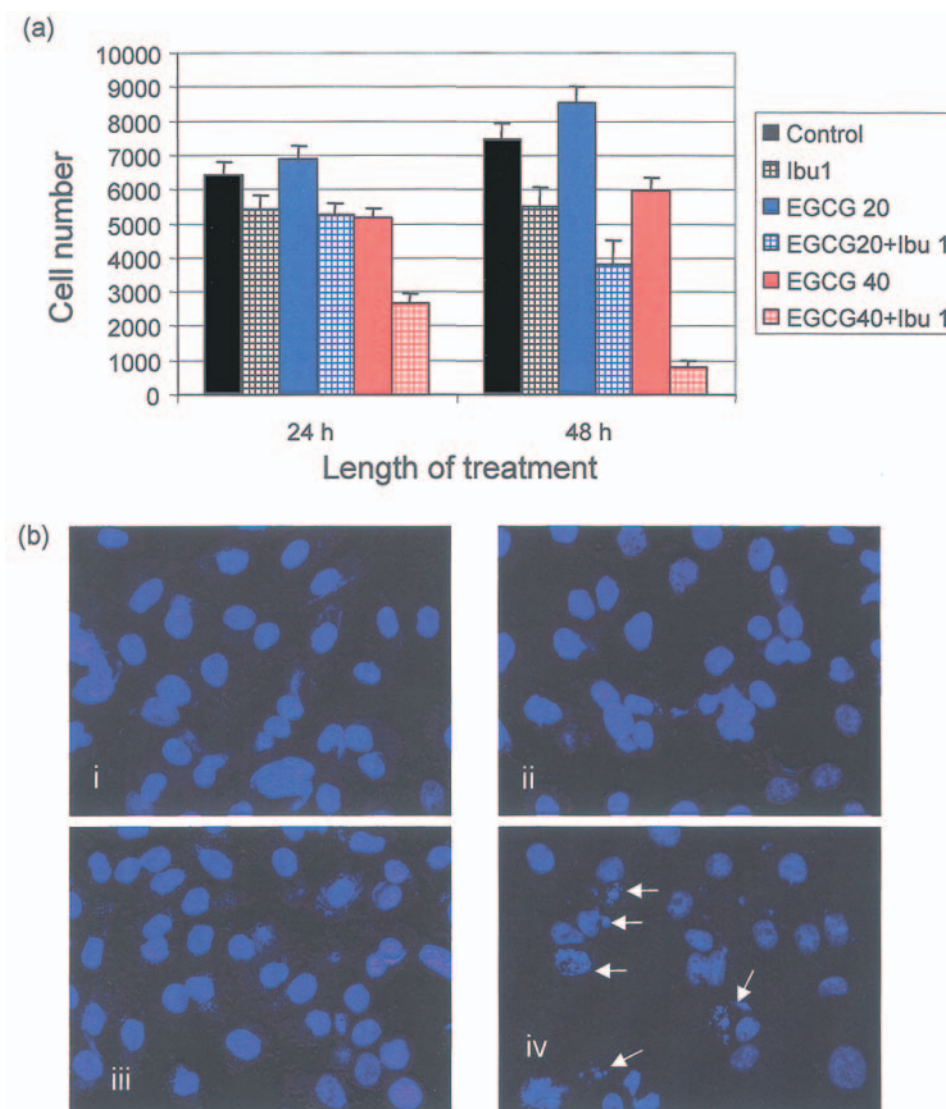 (a)
10000
9000
8000
7000
6000
5000
4000
3000
2000
1000
0
Cell number
24 h
48 h
Length of treatment
Control
Ibu1
EGCG 20
EGCG20+Ibu 1
EGCG 40
EGCG40+Ibu 1
(b)
i
ii
iii
iv